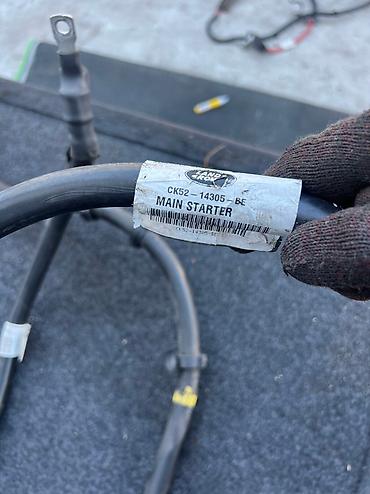 LAND
ROVER
CK52-14305-BE
MAIN STARTER